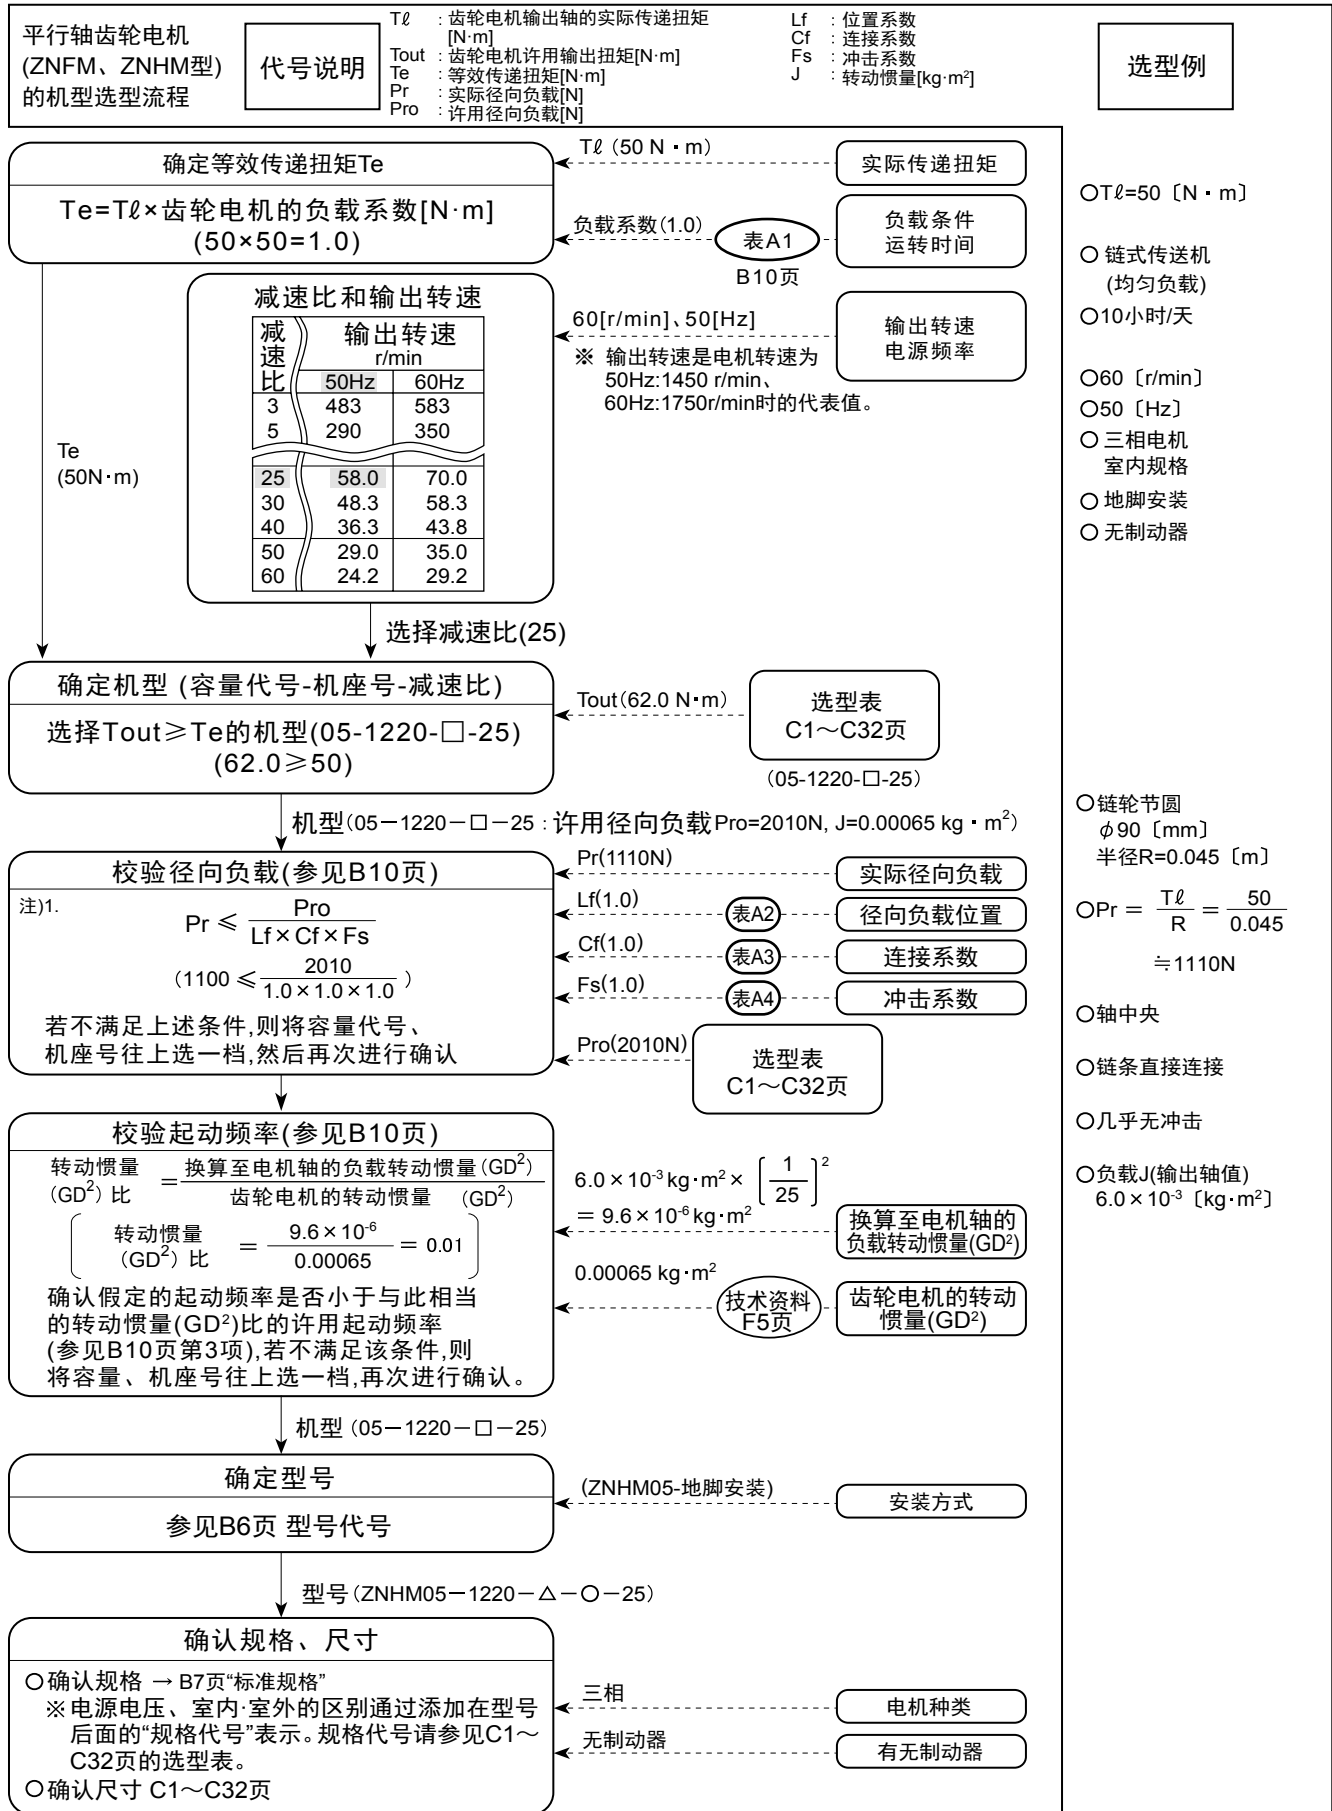 平行轴齿轮电机
(ZNFM、ZNHM型)
的机型选型流程
代号说明
Tℓ : 齿轮电机输出轴的实际传递扭矩
[N·m]
Tout : 齿轮电机许用输出扭矩[N·m]
Te : 等效传递扭矩[N·m]
Pr : 实际径向负载[N]
Pro : 许用径向负载[N]
Lf : 位置系数
Cf : 连接系数
Fs : 冲击系数
J : 转动惯量[kg·m²]
选型例
确定等效传递扭矩Te
Te=Tℓ×齿轮电机的负载系数[N·m]
(50×50=1.0)
Tℓ (50 N·m)
实际传递扭矩
负载系数(1.0)
表A1
B10页
负载条件
运转时间
减速比和输出转速
减速比 输出转速
r/min
50Hz 60Hz
3 483 583
5 290 350
25 58.0 70.0
30 48.3 58.3
40 36.3 43.8
50 29.0 35.0
60 24.2 29.2
60[r/min]、50[Hz]
※ 输出转速是电机转速为
50Hz:1450 r/min、
60Hz:1750r/min时的代表值。
输出转速
电源频率
Te
(50N·m)
选择减速比(25)
确定机型 (容量代号-机座号-减速比)
选择Tout≥Te的机型(05-1220-□-25)
(62.0≥50)
Tout(62.0 N·m)
选型表
C1～C32页
(05-1220-□-25)
机型(05－1220－□－25 : 许用径向负载Pro=2010N, J=0.00065 kg·m²)
校验径向负载(参见B10页)
注)1.
Pr ≤ Pro / Lf×Cf×Fs
(1100 ≤ 2010 / 1.0×1.0×1.0 )
若不满足上述条件,则将容量代号、
机座号往上选一档,然后再次进行确认
Pr(1110N)
实际径向负载
Lf(1.0)
表A2
径向负载位置
Cf(1.0)
表A3
连接系数
Fs(1.0)
表A4
冲击系数
Pro(2010N)
选型表
C1～C32页
校验起动频率(参见B10页)
转动惯量(GD²) 比 = 换算至电机轴的负载转动惯量(GD²) / 齿轮电机的转动惯量 (GD²)
转动惯量(GD²) 比 = 9.6×10⁻⁶ / 0.00065 = 0.01
确认假定的起动频率是否小于与此相当
的转动惯量(GD²)比的许用起动频率
(参见B10页第3项),若不满足该条件,则
将容量、机座号往上选一档,再次进行确认。
6.0×10⁻³ kg·m² × [1/25]²
= 9.6×10⁻⁶ kg·m²
换算至电机轴的
负载转动惯量(GD²)
0.00065 kg·m²
技术资料
F5页
齿轮电机的转动
惯量(GD²)
机型 (05－1220－□－25)
确定型号
参见B6页 型号代号
(ZNHM05-地脚安装)
安装方式
型号(ZNHM05－1220－△－○－25)
确认规格、尺寸
○确认规格 → B7页“标准规格”
※电源电压、室内·室外的区别通过添加在型号
后面的“规格代号”表示。规格代号请参见C1～
C32页的选型表。
○确认尺寸 C1～C32页
三相
电机种类
无制动器
有无制动器
○Tℓ=50〔N·m〕
○ 链式传送机
(均匀负载)
○10小时/天
○60〔r/min〕
○50〔Hz〕
○ 三相电机
室内规格
○ 地脚安装
○ 无制动器
○链轮节圆
φ90〔mm〕
半径R=0.045〔m〕
○Pr = Tℓ / R = 50 / 0.045
≒1110N
○轴中央
○链条直接连接
○几乎无冲击
○负载J(输出轴值)
6.0×10⁻³〔kg·m²〕